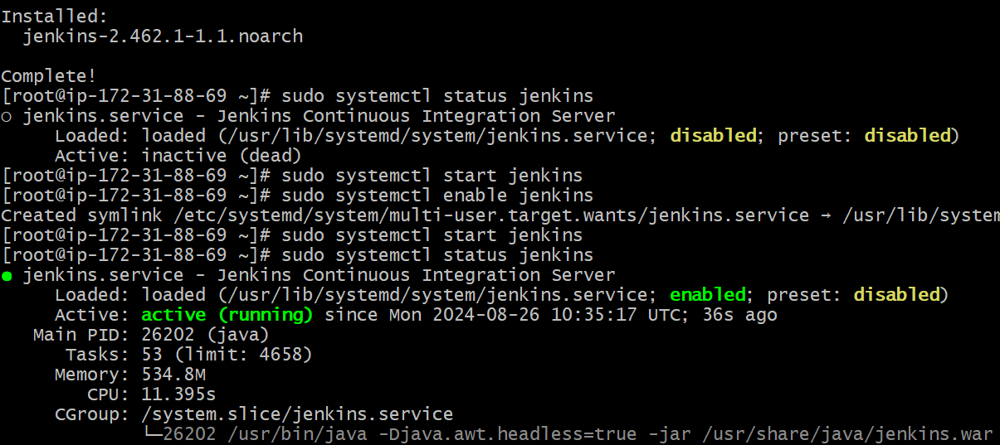 Installed:
  jenkins-2.462.1-1.1.noarch

Complete!
[root@ip-172-31-88-69 ~]# sudo systemctl status jenkins
○ jenkins.service - Jenkins Continuous Integration Server
     Loaded: loaded (/usr/lib/systemd/system/jenkins.service; disabled; preset: disabled)
     Active: inactive (dead)
[root@ip-172-31-88-69 ~]# sudo systemctl start jenkins
[root@ip-172-31-88-69 ~]# sudo systemctl enable jenkins
Created symlink /etc/systemd/system/multi-user.target.wants/jenkins.service → /usr/lib/system
[root@ip-172-31-88-69 ~]# sudo systemctl start jenkins
[root@ip-172-31-88-69 ~]# sudo systemctl status jenkins
● jenkins.service - Jenkins Continuous Integration Server
     Loaded: loaded (/usr/lib/systemd/system/jenkins.service; enabled; preset: disabled)
     Active: active (running) since Mon 2024-08-26 10:35:17 UTC; 36s ago
   Main PID: 26202 (java)
      Tasks: 53 (limit: 4658)
     Memory: 534.8M
        CPU: 11.395s
     CGroup: /system.slice/jenkins.service
             └─26202 /usr/bin/java -Djava.awt.headless=true -jar /usr/share/java/jenkins.war